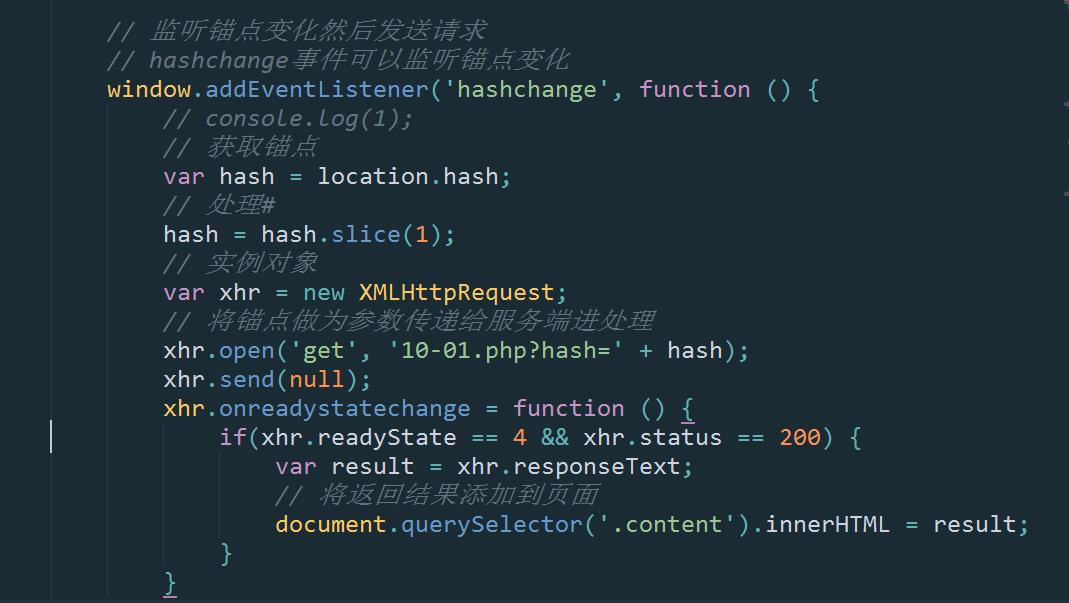 // 监听锚点变化然后发送请求
// hashchange事件可以监听锚点变化
window.addEventListener('hashchange', function () {
// console.log(1);
// 获取锚点
var hash = location.hash;
// 处理#
hash = hash.slice(1);
// 实例对象
var xhr = new XMLHttpRequest;
// 将锚点做为参数传递给服务端进处理
xhr.open('get', '10-01.php?hash=' + hash);
xhr.send(null);
xhr.onreadystatechange = function () {
if(xhr.readyState == 4 && xhr.status == 200) {
var result = xhr.responseText;
// 将返回结果添加到页面
document.querySelector('.content').innerHTML = result;
}
}